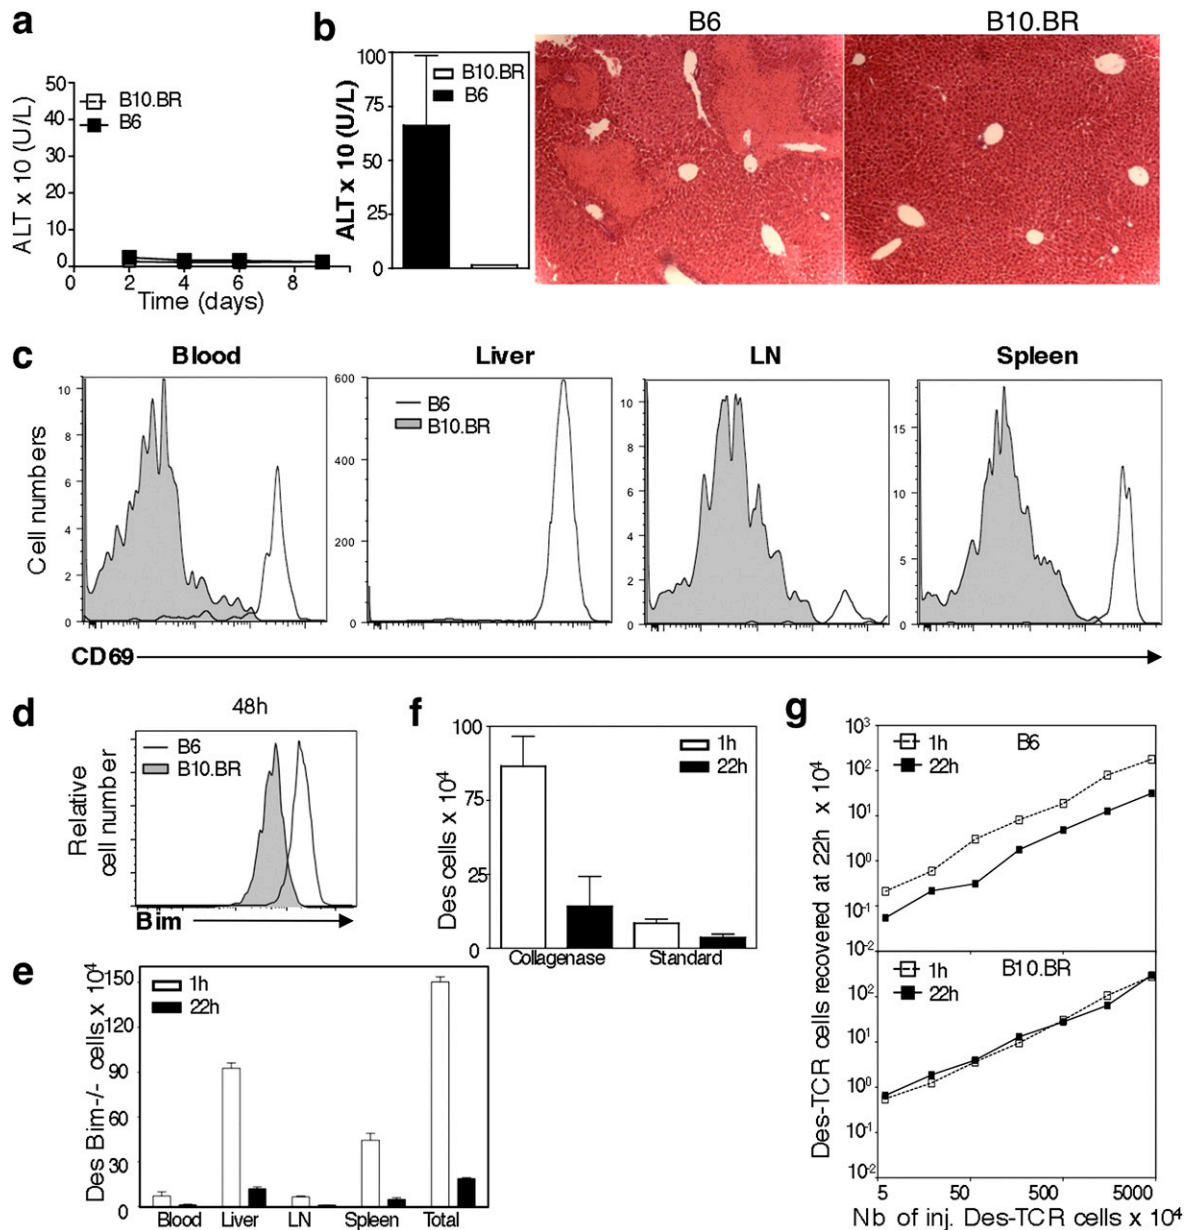 a
50
40
30
20
10
0
ALT x 10 (U/L)
B10.BR
B6
2
4
6
8
Time (days)
b
100
75
50
25
0
ALT x 10 (U/L)
B10.BR
B6
B6
B10.BR
c
Blood
Liver
LN
Spleen
Cell numbers
10
8
6
4
2
0
600
400
200
0
B6
B10.BR
10
8
6
4
2
0
15
10
5
0
CD69
d
48h
B6
B10.BR
Relative
cell number
Bim
e
Des Bim-/- cells x 10⁴
150
120
90
60
30
0
1h
22h
Blood
Liver
LN
Spleen
Total
f
Des cells x 10⁴
100
75
25
0
1h
22h
Collagenase
Standard
g
Des-TCR cells recovered at 22h x 10⁴
10³
10²
10¹
10⁰
10⁻¹
10⁻²
1h
22h
B6
10²
10¹
10⁰
10⁻¹
10⁻²
1h
22h
B10.BR
5
50
500
5000
Nb of inj. Des-TCR cells x 10⁴